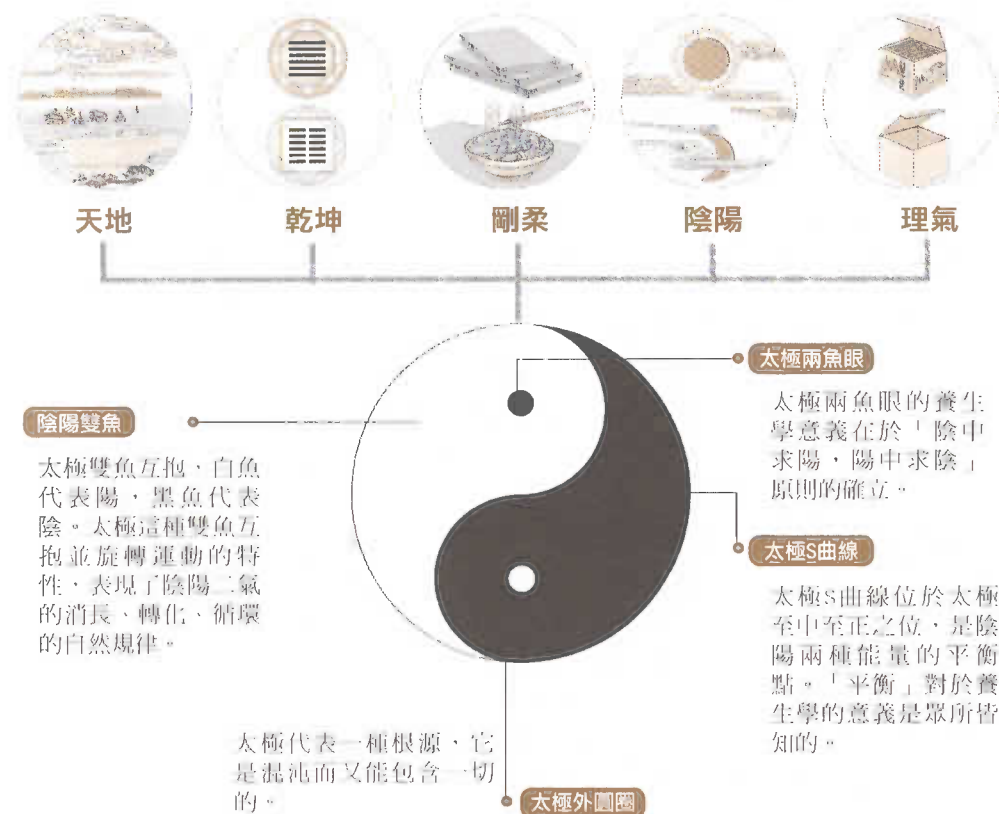 天地
乾坤
剛柔
陰陽
理氣
太極兩魚眼
太極兩魚眼的養生
學意義在於「陰中
求陽，陽中求陰」
原則的確立。
陰陽雙魚
太極雙魚互抱，白魚
代表陽，黑魚代表
陰。太極這種雙魚互
抱並旋轉運動的特
性，表現了陰陽二氣
的消長、轉化、循環
的自然規律。
太極S曲線
太極S曲線位於太極
至中至正之位，是陰
陽兩種能量的平衡
點。「平衡」對於養
生學的意義是眾所皆
知的。
太極代表一種根源，它
是混沌而又能包含一切
的。
太極外圓圈